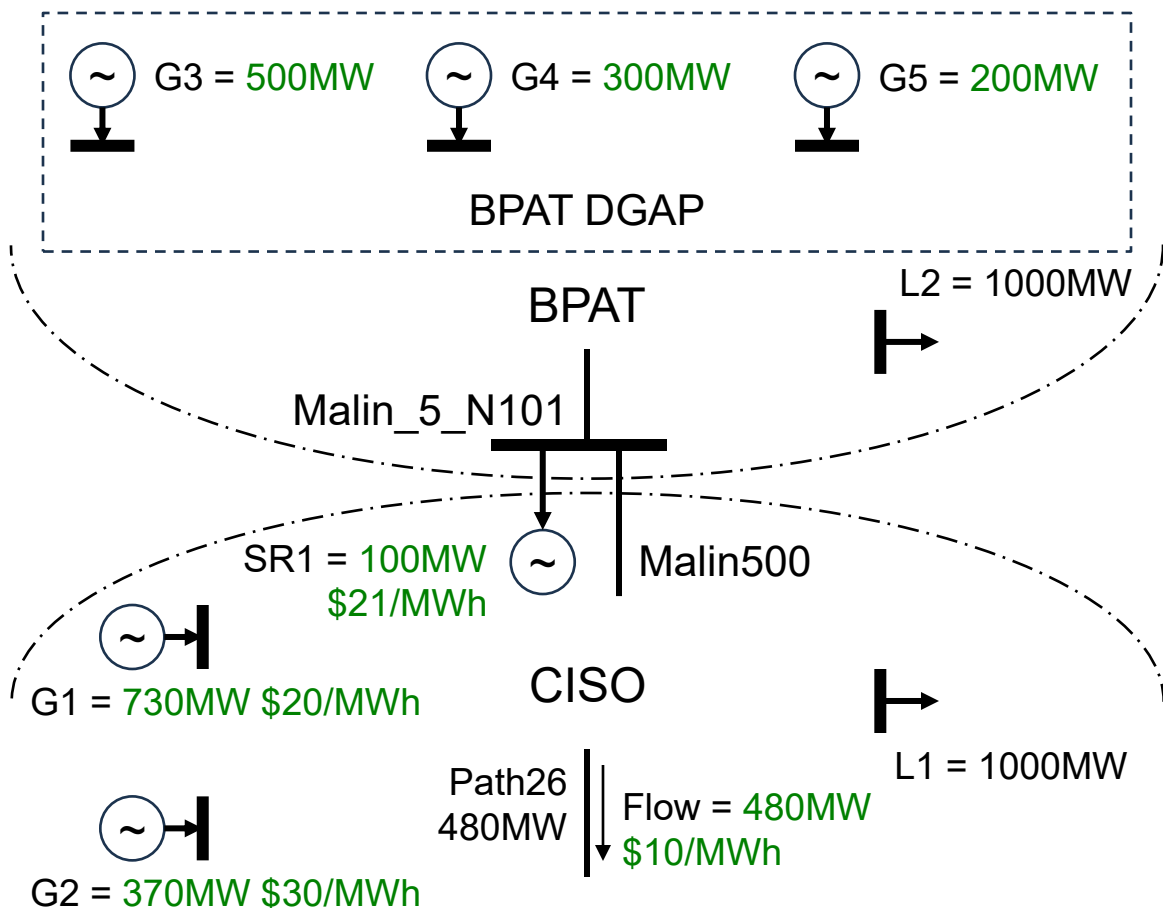 ~ G3 = 500MW
~ G4 = 300MW
~ G5 = 200MW
BPAT DGAP
BPAT
L2 = 1000MW
Malin_5_N101
SR1 = 100MW
$21/MWh
~
Malin500
~
G1 = 730MW $20/MWh
CISO
L1 = 1000MW
Path26
480MW
Flow = 480MW
$10/MWh
~
G2 = 370MW $30/MWh